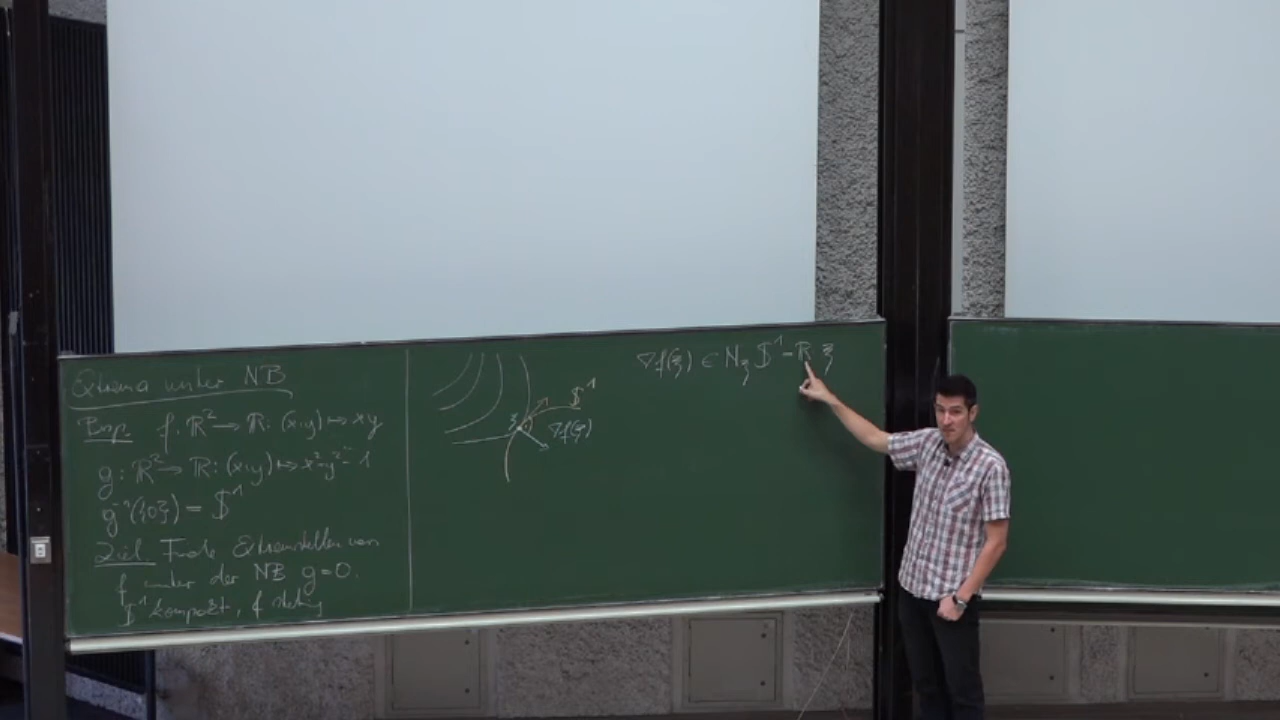 Extrema unter NB
Bsp. f: ℝ² → ℝ: (x,y) ↦ xy
g: ℝ² → ℝ: (x,y) ↦ x²+y²-1
g⁻¹({0}) = 𝕊¹
Ziel: Finde Extremstellen von
f unter der NB g=0.
𝕊¹ kompakt, f stetig
𝕊¹
ξ
∇f(ξ)
∇f(ξ) ∈ N_ξ 𝕊¹ = ℝ ξ